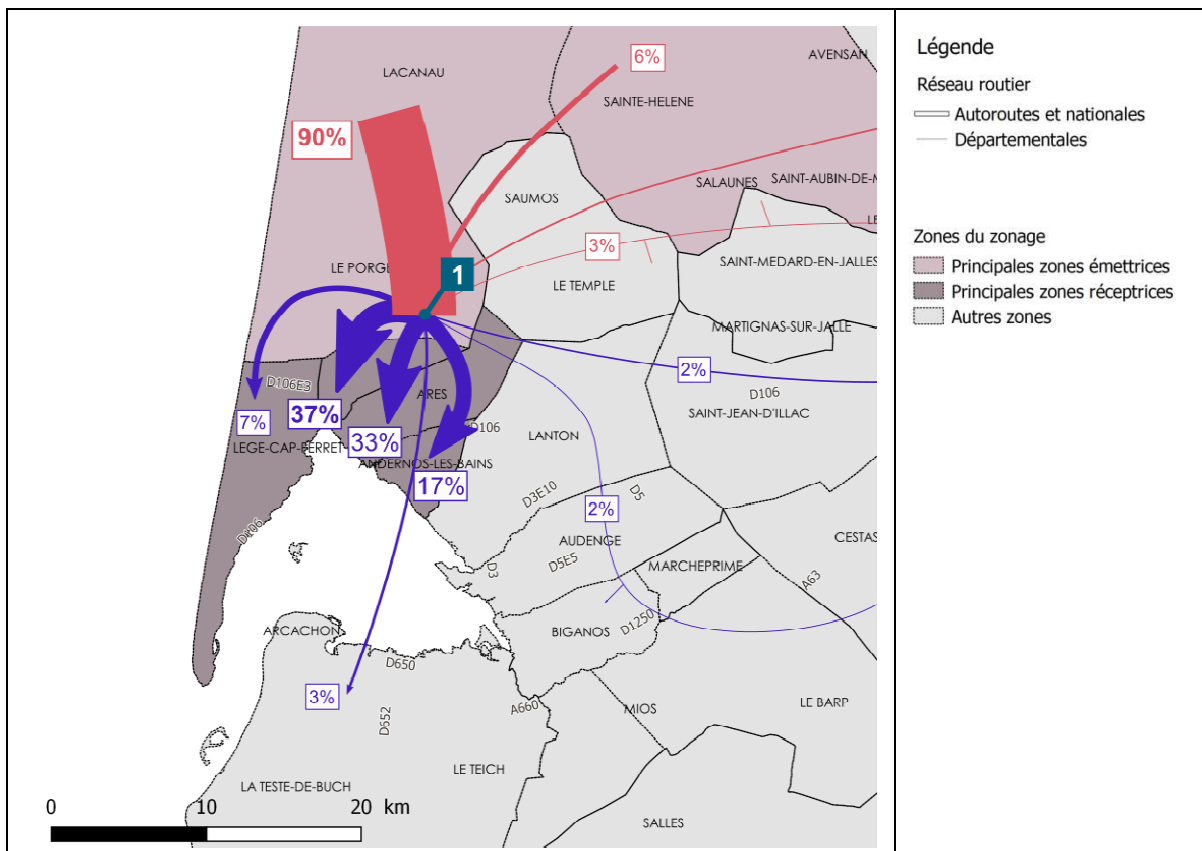 LACANAU
6%
AVENSAN
SAINTE-HELENE
90%
SALAUNES
SAINT-AUBIN-DE-M
SAUMOS
LE
3%
LE PORGE
1
LE TEMPLE
SAINT-MEDARD-EN-JALLES
MARTIGNAS-SUR-JALLE
2%
D106E3
D106
ARES
37%
7%
SAINT-JEAN-D'ILLAC
D106
LANTON
33%
LEGE-CAP-FERRET
ANDERNOS-LES-BAINS
17%
D3E10
D5
2%
D106
AUDENGE
CESTAS
D3
D5E5
MARCHEPRIME
A63
ARCACHON
BIGANOS
D1250
D650
3%
A660
MIOS
LE BARP
D652
LE TEICH
LA TESTE-DE-BUCH
0 10 20 km
SALLES
Légende
Réseau routier
Autoroutes et nationales
Départementales
Zones du zonage
Principales zones émettrices
Principales zones réceptrices
Autres zones